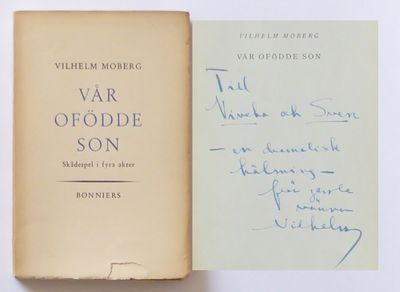 VILHELM MOBERG
VÅR
OFÖDDE
SON
Skådespel i fyra akter
BONNIERS
VILHELM MOBERG
VÅR OFÖDDE SON
Till
Viveka och Sven
- en dramatisk
hälsning -
från gamle
vännen
Vilhelm